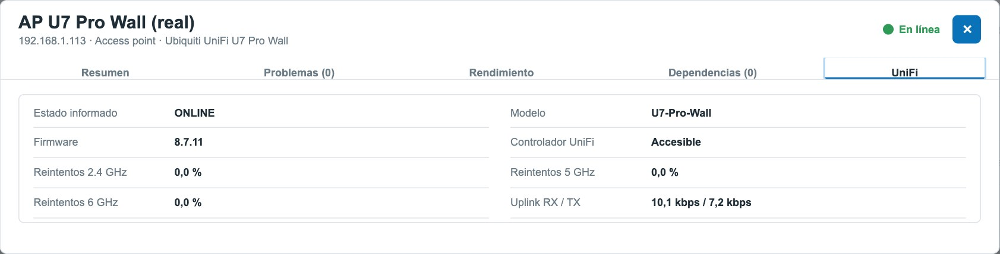 AP U7 Pro Wall (real)
192.168.1.113 · Access point · Ubiquiti UniFi U7 Pro Wall
En línea
×
Resumen
Problemas (0)
Rendimiento
Dependencias (0)
UniFi
Estado informado ONLINE
Modelo U7-Pro-Wall
Firmware 8.7.11
Controlador UniFi Accesible
Reintentos 2.4 GHz 0,0 %
Reintentos 5 GHz 0,0 %
Reintentos 6 GHz 0,0 %
Uplink RX / TX 10,1 kbps / 7,2 kbps